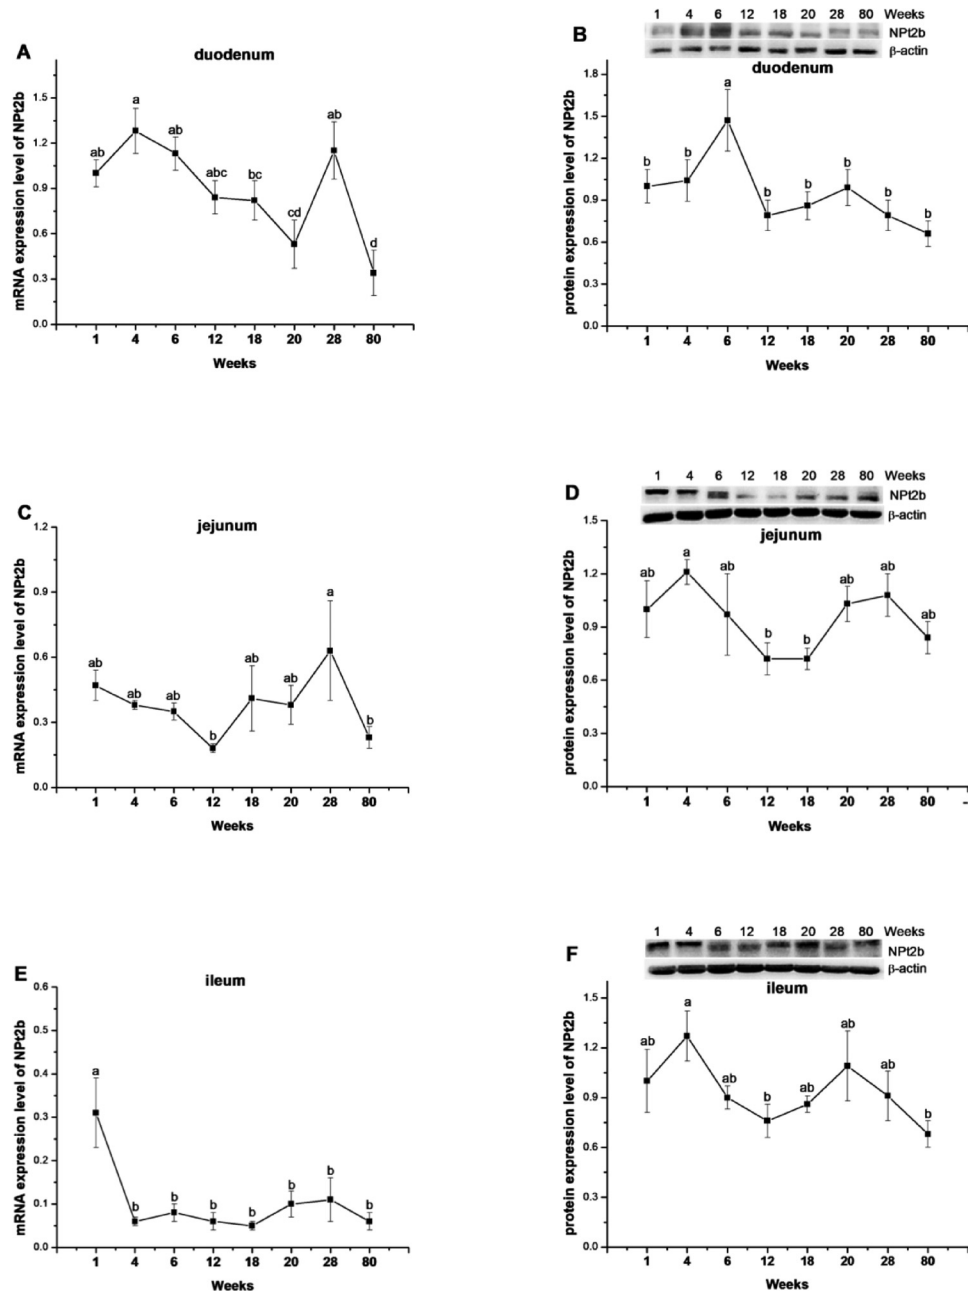 A
duodenum
mRNA expression level of NPt2b
1.5
1.2
0.9
0.6
0.3
0.0
ab
a
ab
abc
bc
cd
ab
d
1 4 6 12 18 20 28 80
Weeks
B
1 4 6 12 18 20 28 80 Weeks
NPt2b
β-actin
duodenum
protein expression level of NPt2b
1.8
1.5
1.2
0.9
0.6
0.3
0.0
b
b
a
b
b
b
b
b
1 4 6 12 18 20 28 80
Weeks
C
jejunum
mRNA expression level of NPt2b
1.2
0.9
0.6
0.3
0.0
ab
ab
ab
b
ab
ab
a
b
1 4 6 12 18 20 28 80
Weeks
D
1 4 6 12 18 20 28 80 Weeks
NPt2b
β-actin
jejunum
protein expression level of NPt2b
1.5
1.2
0.9
0.6
0.3
0.0
ab
a
ab
b
b
ab
ab
ab
1 4 6 12 18 20 28 80
Weeks
E
ileum
mRNA expression level of NPt2b
0.6
0.5
0.4
0.3
0.2
0.1
0.0
a
b
b
b
b
b
b
b
1 4 6 12 18 20 28 80
Weeks
F
1 4 6 12 18 20 28 80 Weeks
NPt2b
β-actin
ileum
protein expression level of NPt2b
1.5
1.2
0.9
0.6
0.3
0.0
ab
a
ab
b
ab
ab
ab
b
1 4 6 12 18 20 28 80
Weeks